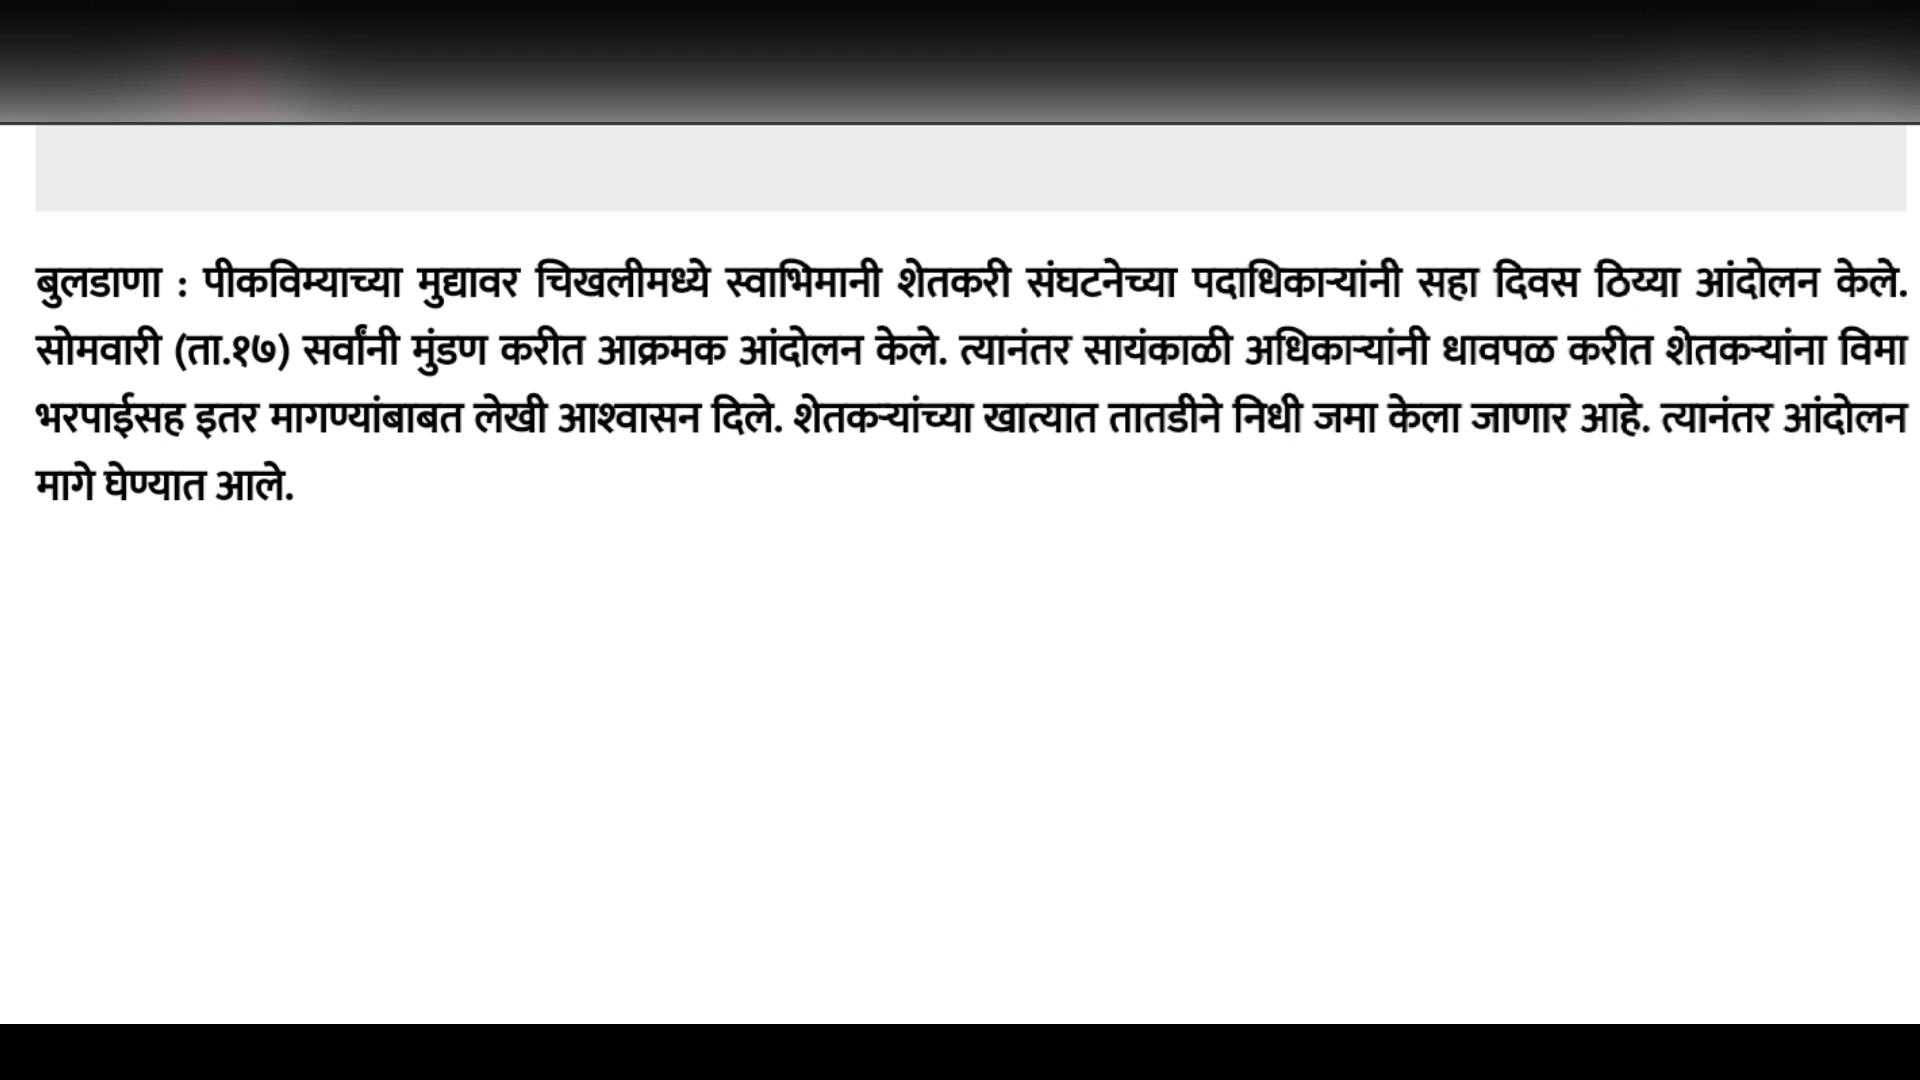 बुलडाणा : पीकविम्याच्या मुद्यावर चिखलीमध्ये स्वाभिमानी शेतकरी संघटनेच्या पदाधिकाऱ्यांनी सहा दिवस ठिय्या आंदोलन केले.
सोमवारी (ता.१७) सर्वांनी मुंडण करीत आक्रमक आंदोलन केले. त्यानंतर सायंकाळी अधिकाऱ्यांनी धावपळ करीत शेतकऱ्यांना विमा
भरपाईसह इतर मागण्यांबाबत लेखी आश्वासन दिले. शेतकऱ्यांच्या खात्यात तातडीने निधी जमा केला जाणार आहे. त्यानंतर आंदोलन
मागे घेण्यात आले.